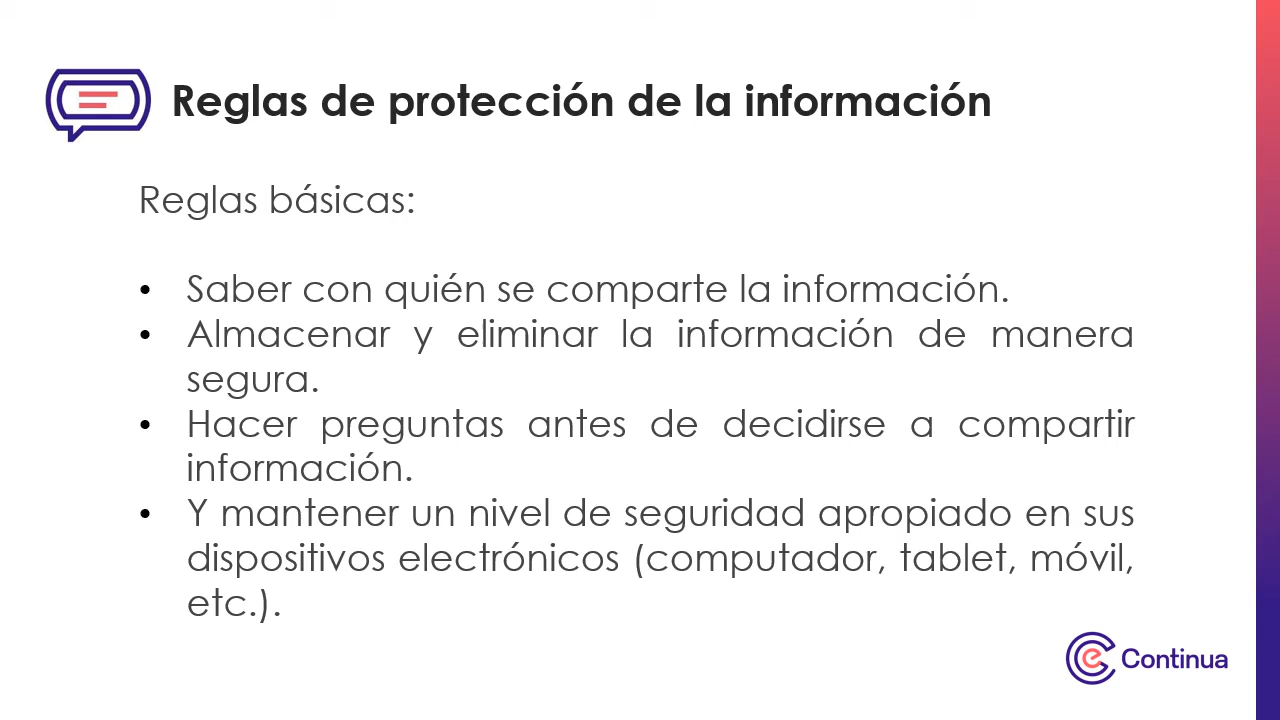 Reglas de protección de la información
Reglas básicas:
• Saber con quién se comparte la información.
• Almacenar y eliminar la información de manera
segura.
• Hacer preguntas antes de decidirse a compartir
información.
• Y mantener un nivel de seguridad apropiado en sus
dispositivos electrónicos (computador, tablet, móvil,
etc.).
e Continua